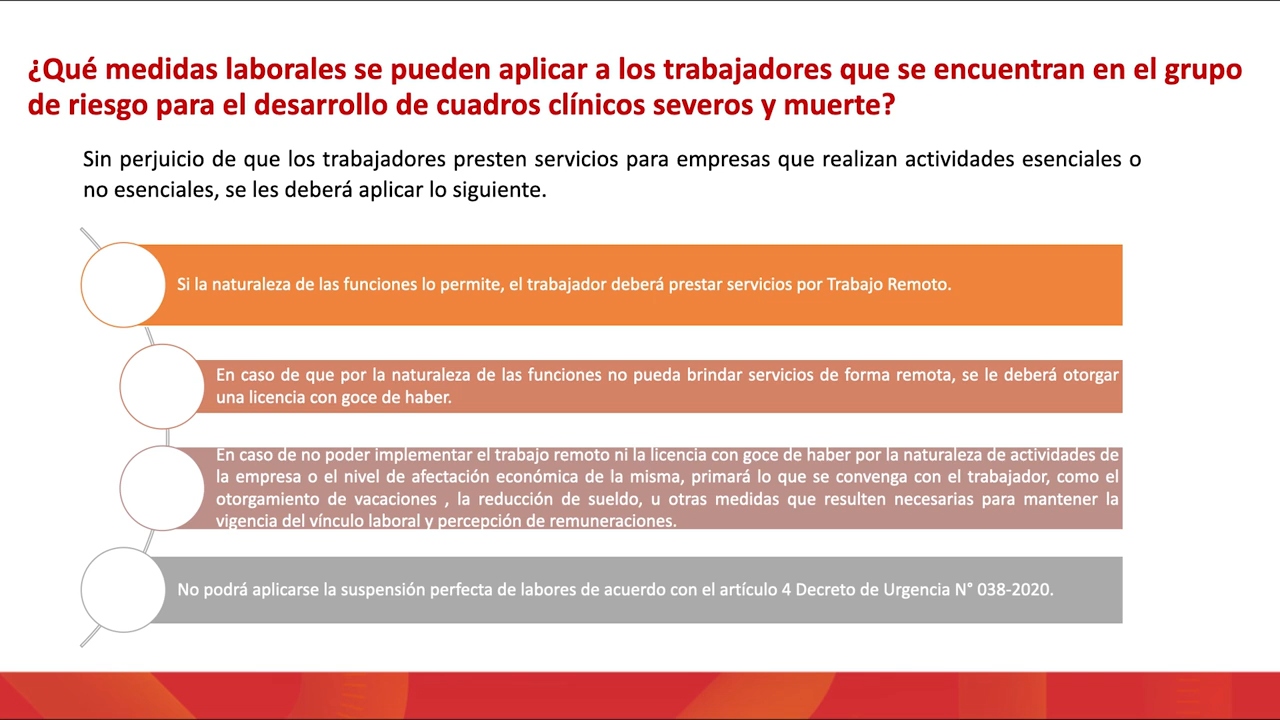 ¿Qué medidas laborales se pueden aplicar a los trabajadores que se encuentran en el grupo
de riesgo para el desarrollo de cuadros clínicos severos y muerte?
Sin perjuicio de que los trabajadores presten servicios para empresas que realizan actividades esenciales o
no esenciales, se les deberá aplicar lo siguiente.
Si la naturaleza de las funciones lo permite, el trabajador deberá prestar servicios por Trabajo Remoto.
En caso de que por la naturaleza de las funciones no pueda brindar servicios de forma remota, se le deberá otorgar
una licencia con goce de haber.
En caso de no poder implementar el trabajo remoto ni la licencia con goce de haber por la naturaleza de actividades de
la empresa o el nivel de afectación económica de la misma, primará lo que se convenga con el trabajador, como el
otorgamiento de vacaciones , la reducción de sueldo, u otras medidas que resulten necesarias para mantener la
vigencia del vínculo laboral y percepción de remuneraciones.
No podrá aplicarse la suspensión perfecta de labores de acuerdo con el artículo 4 Decreto de Urgencia N° 038-2020.